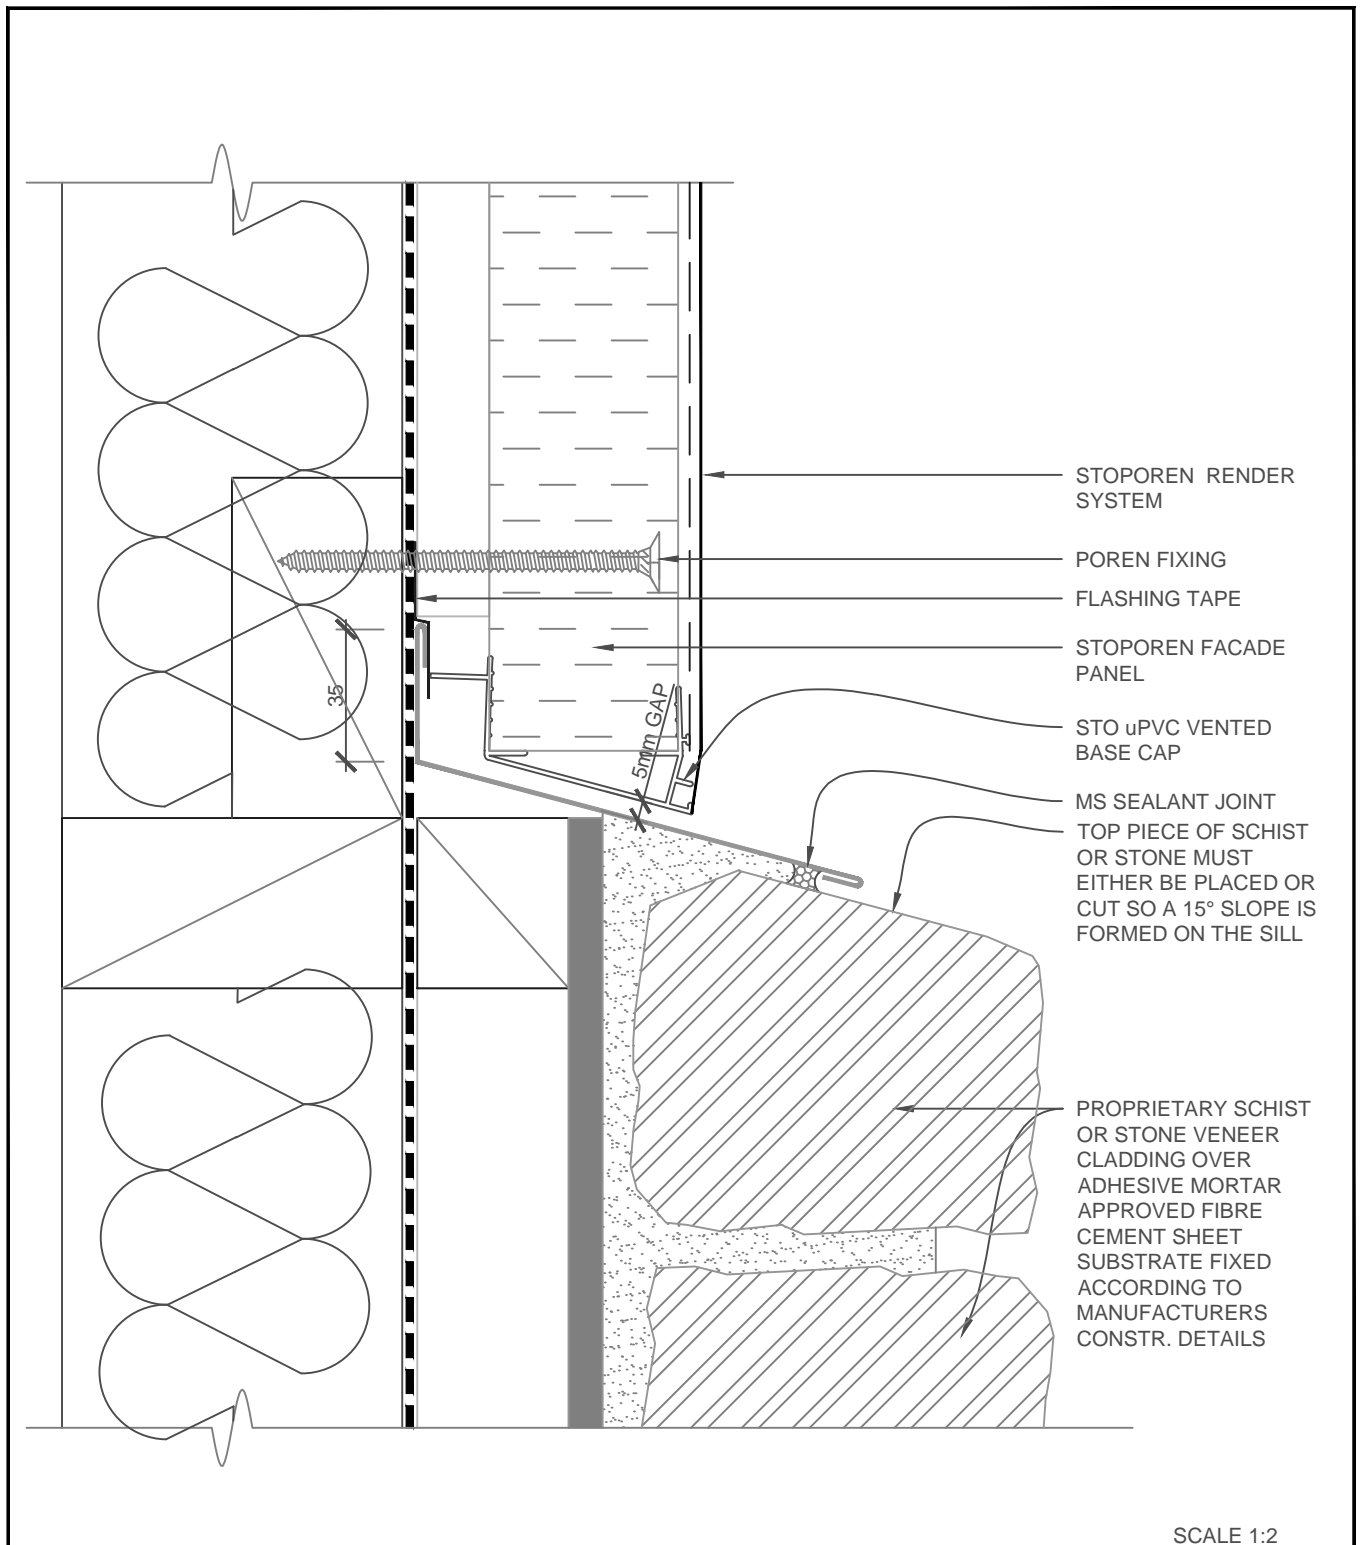 STOPOREN RENDER
SYSTEM
POREN FIXING
FLASHING TAPE
STOPOREN FACADE
PANEL
35
5mm GAP
STO uPVC VENTED
BASE CAP
MS SEALANT JOINT
TOP PIECE OF SCHIST
OR STONE MUST
EITHER BE PLACED OR
CUT SO A 15° SLOPE IS
FORMED ON THE SILL
PROPRIETARY SCHIST
OR STONE VENEER
CLADDING OVER
ADHESIVE MORTAR
APPROVED FIBRE
CEMENT SHEET
SUBSTRATE FIXED
ACCORDING TO
MANUFACTURERS
CONSTR. DETAILS
SCALE 1:2